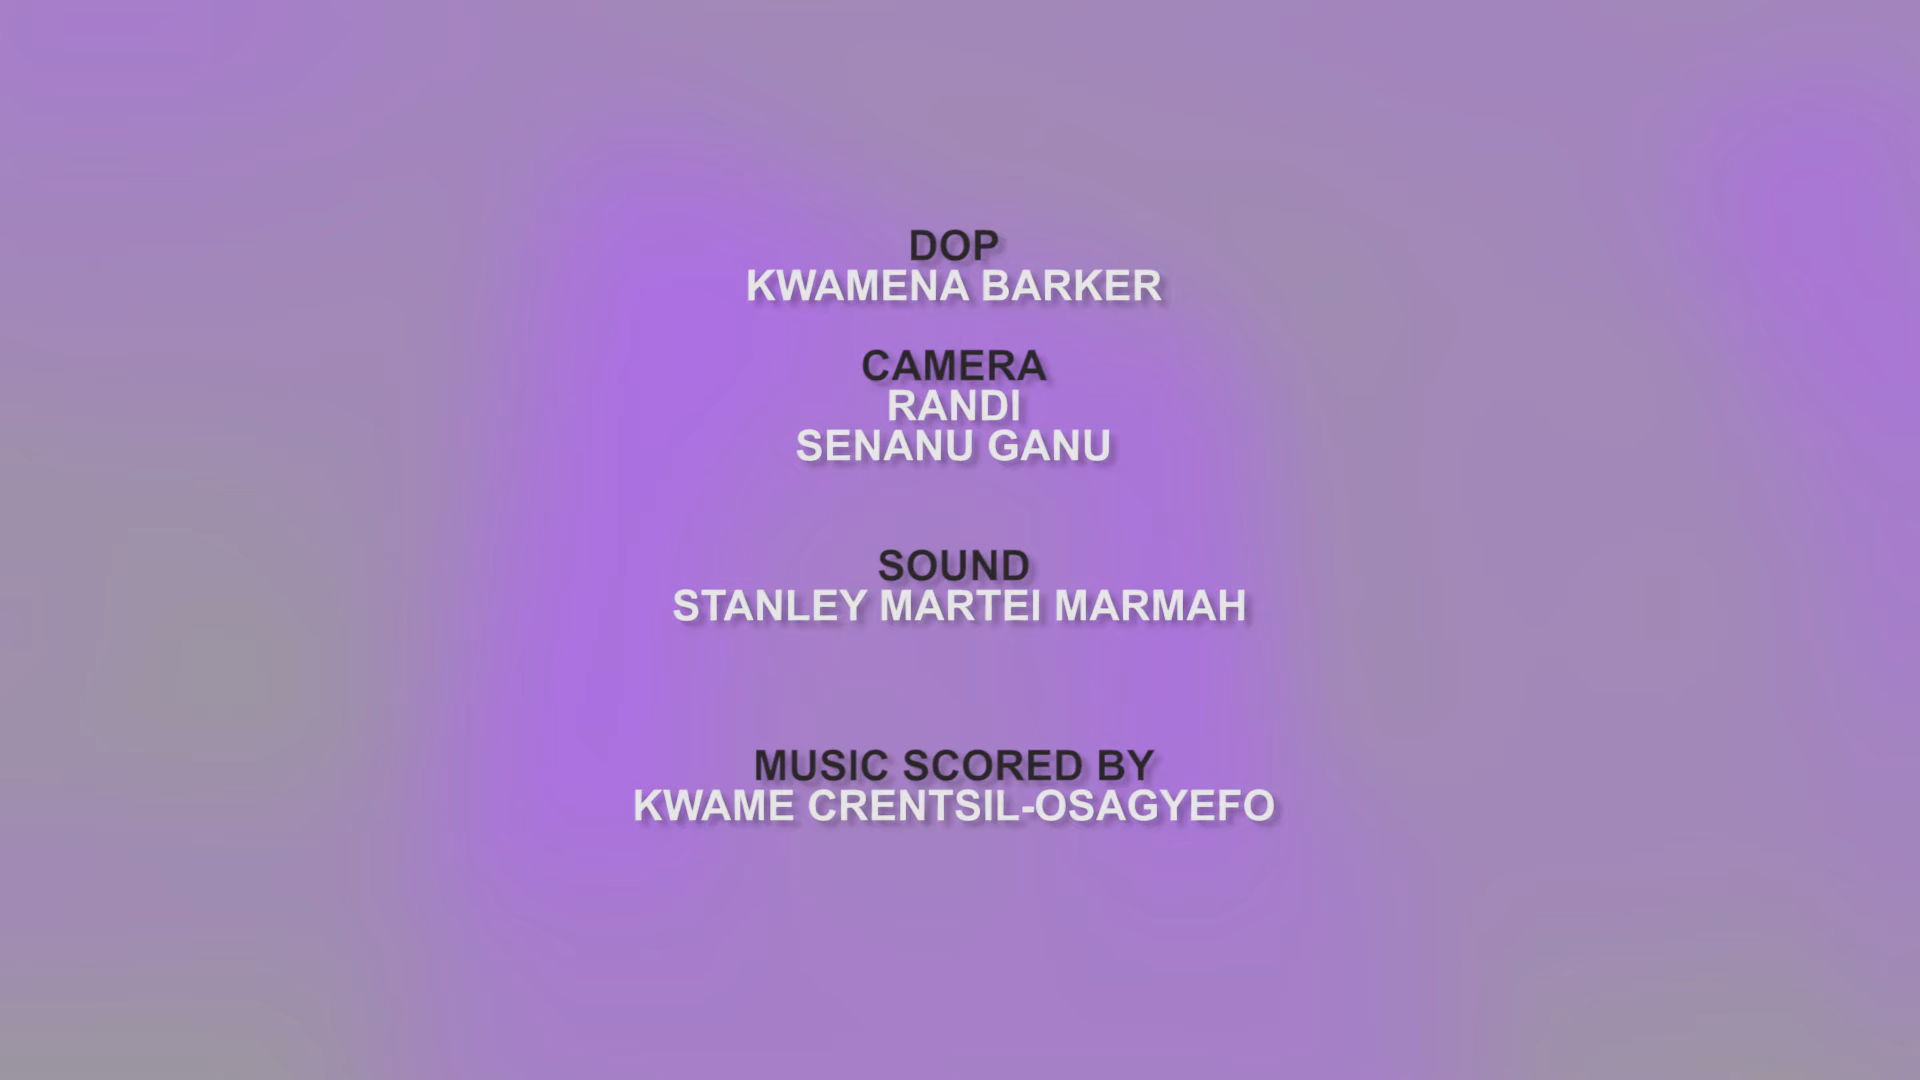 DOP
KWAMENA BARKER
CAMERA
RANDI
SENANU GANU
SOUND
STANLEY MARTEI MARMAH
MUSIC SCORED BY
KWAME CRENTSIL-OSAGYEFO